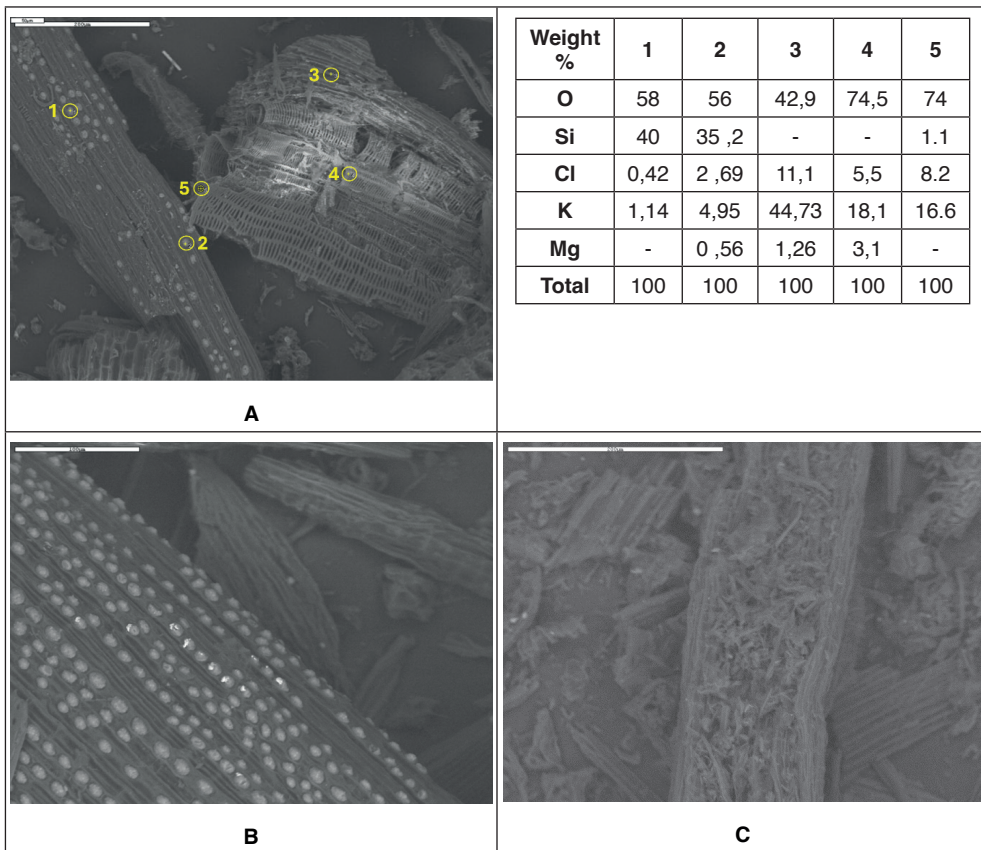 50μm
200μm
1
3
5
4
2
A
Weight % 1 2 3 4 5
O 58 56 42,9 74,5 74
Si 40 35 ,2 - - 1.1
Cl 0,42 2 ,69 11,1 5,5 8.2
K 1,14 4,95 44,73 18,1 16.6
Mg - 0 ,56 1,26 3,1 -
Total 100 100 100 100 100
B
C